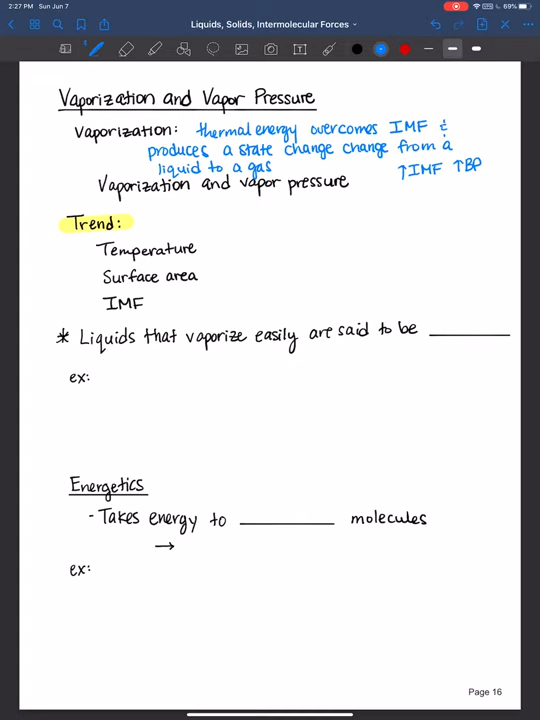 2:27 PM Sun Jun 7
69%
Liquids, Solids, Intermolecular Forces
Vaporization and Vapor Pressure
Vaporization: thermal energy overcomes IMF &
produces a state change change from a
liquid to a gas
↑IMF ↑BP
Vaporization and vapor pressure
Trend:
Temperature
Surface area
IMF
* Liquids that vaporize easily are said to be ________
ex:
Energetics
- Takes energy to ________ molecules
→
ex:
Page 16